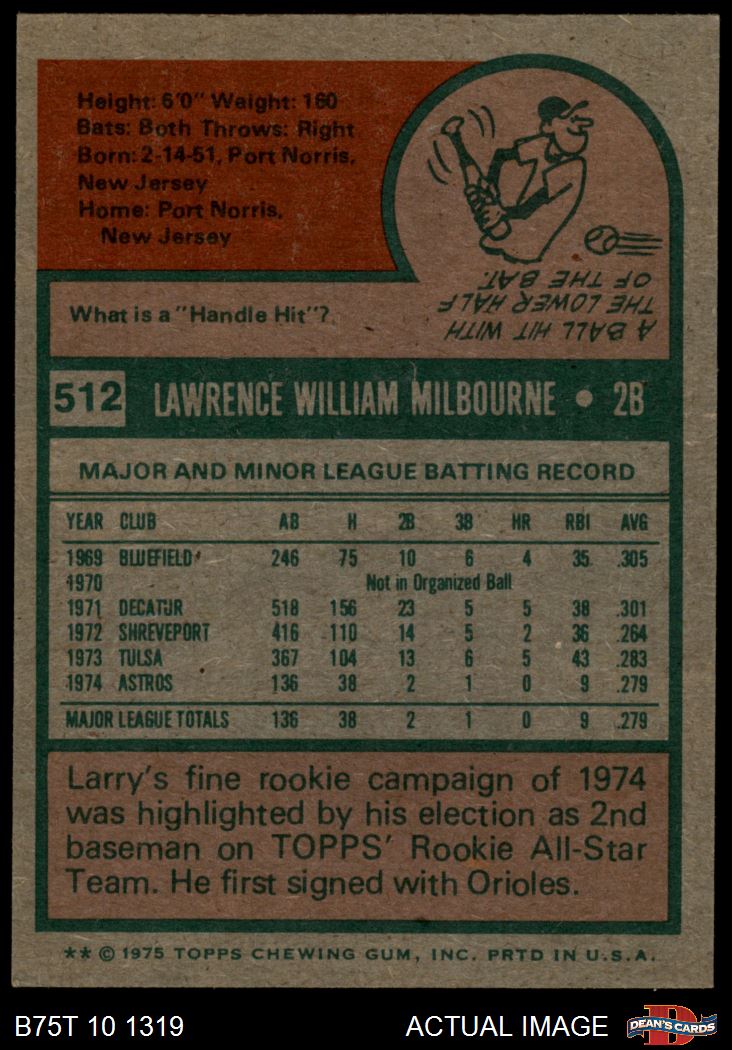 Height: 6'0" Weight: 160
Bats: Both Throws: Right
Born: 2-14-51, Port Norris,
New Jersey
Home: Port Norris,
New Jersey
What is a "Handle Hit"?
A BALL HIT WITH
THE LOWER HALF
OF THE BAT.
512 LAWRENCE WILLIAM MILBOURNE • 2B
MAJOR AND MINOR LEAGUE BATTING RECORD
YEAR CLUB AB H 2B 3B HR RBI AVG
1969 BLUEFIELD 246 75 10 6 4 35 .305
1970 Not in Organized Ball
1971 DECATUR 518 156 23 5 5 38 .301
1972 SHREVEPORT 416 110 14 5 2 36 .264
1973 TULSA 367 104 13 6 5 43 .283
1974 ASTROS 136 38 2 1 0 9 .279
MAJOR LEAGUE TOTALS 136 38 2 1 0 9 .279
Larry's fine rookie campaign of 1974
was highlighted by his election as 2nd
baseman on TOPPS' Rookie All-Star
Team. He first signed with Orioles.
** © 1975 TOPPS CHEWING GUM, INC. PRTD IN U.S.A.
B75T 10 1319 ACTUAL IMAGE DEAN'S CARDS